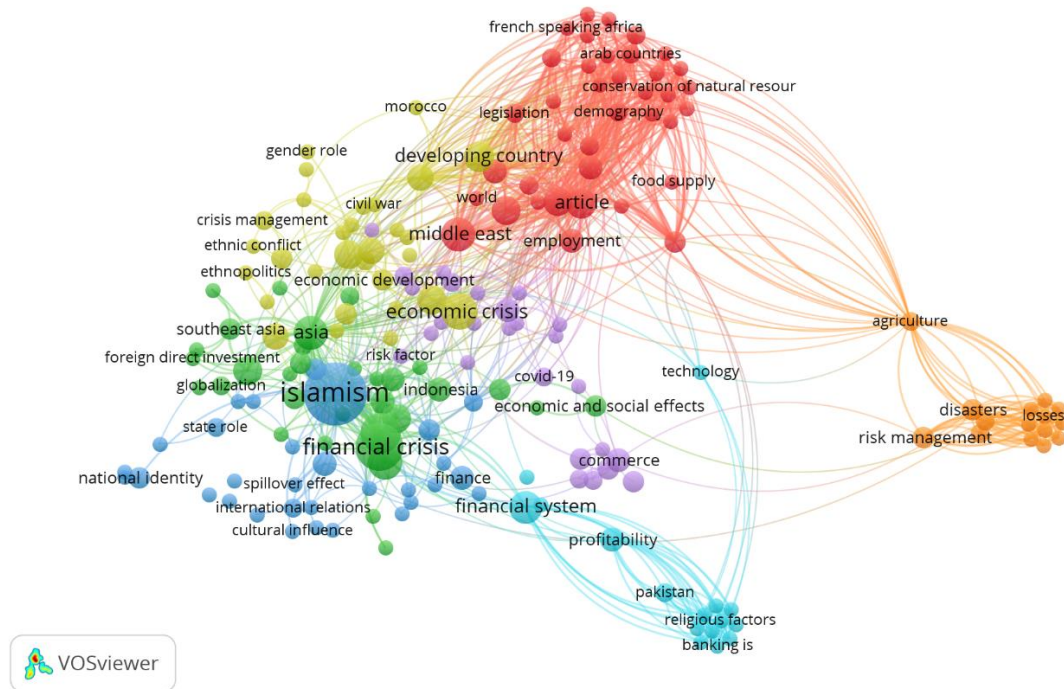 french speaking africa
arab countries
conservation of natural resour
morocco
legislation
demography
gender role
developing country
food supply
world
article
civil war
crisis management
middle east
employment
ethnic conflict
ethnopolitics
economic development
economic crisis
agriculture
southeast asia
asia
foreign direct investment
risk factor
technology
globalization
islamism
indonesia
covid-19
economic and social effects
disasters
losses
state role
risk management
financial crisis
commerce
national identity
finance
spillover effect
international relations
financial system
cultural influence
profitability
pakistan
religious factors
banking is
VOSviewer